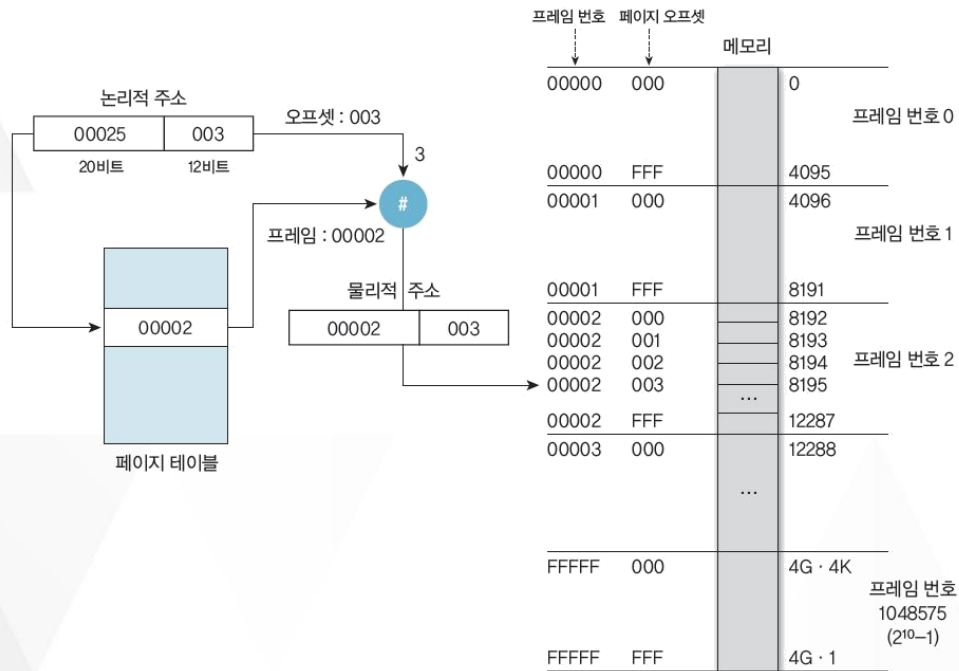 프레임 번호 페이지 오프셋
메모리
논리적 주소
00025 003
20비트 12비트
오프셋 : 003
3
#
프레임 : 00002
물리적 주소
00002 003
00002
페이지 테이블
00000 000 0
프레임 번호 0
00000 FFF 4095
00001 000 4096
프레임 번호 1
00001 FFF 8191
00002 000 8192
00002 001 8193
00002 002 8194
프레임 번호 2
00002 003 8195
…
00002 FFF 12287
00003 000 12288
…
FFFFF 000 4G · 4K
프레임 번호
1048575
(2¹⁰–1)
FFFFF FFF 4G · 1